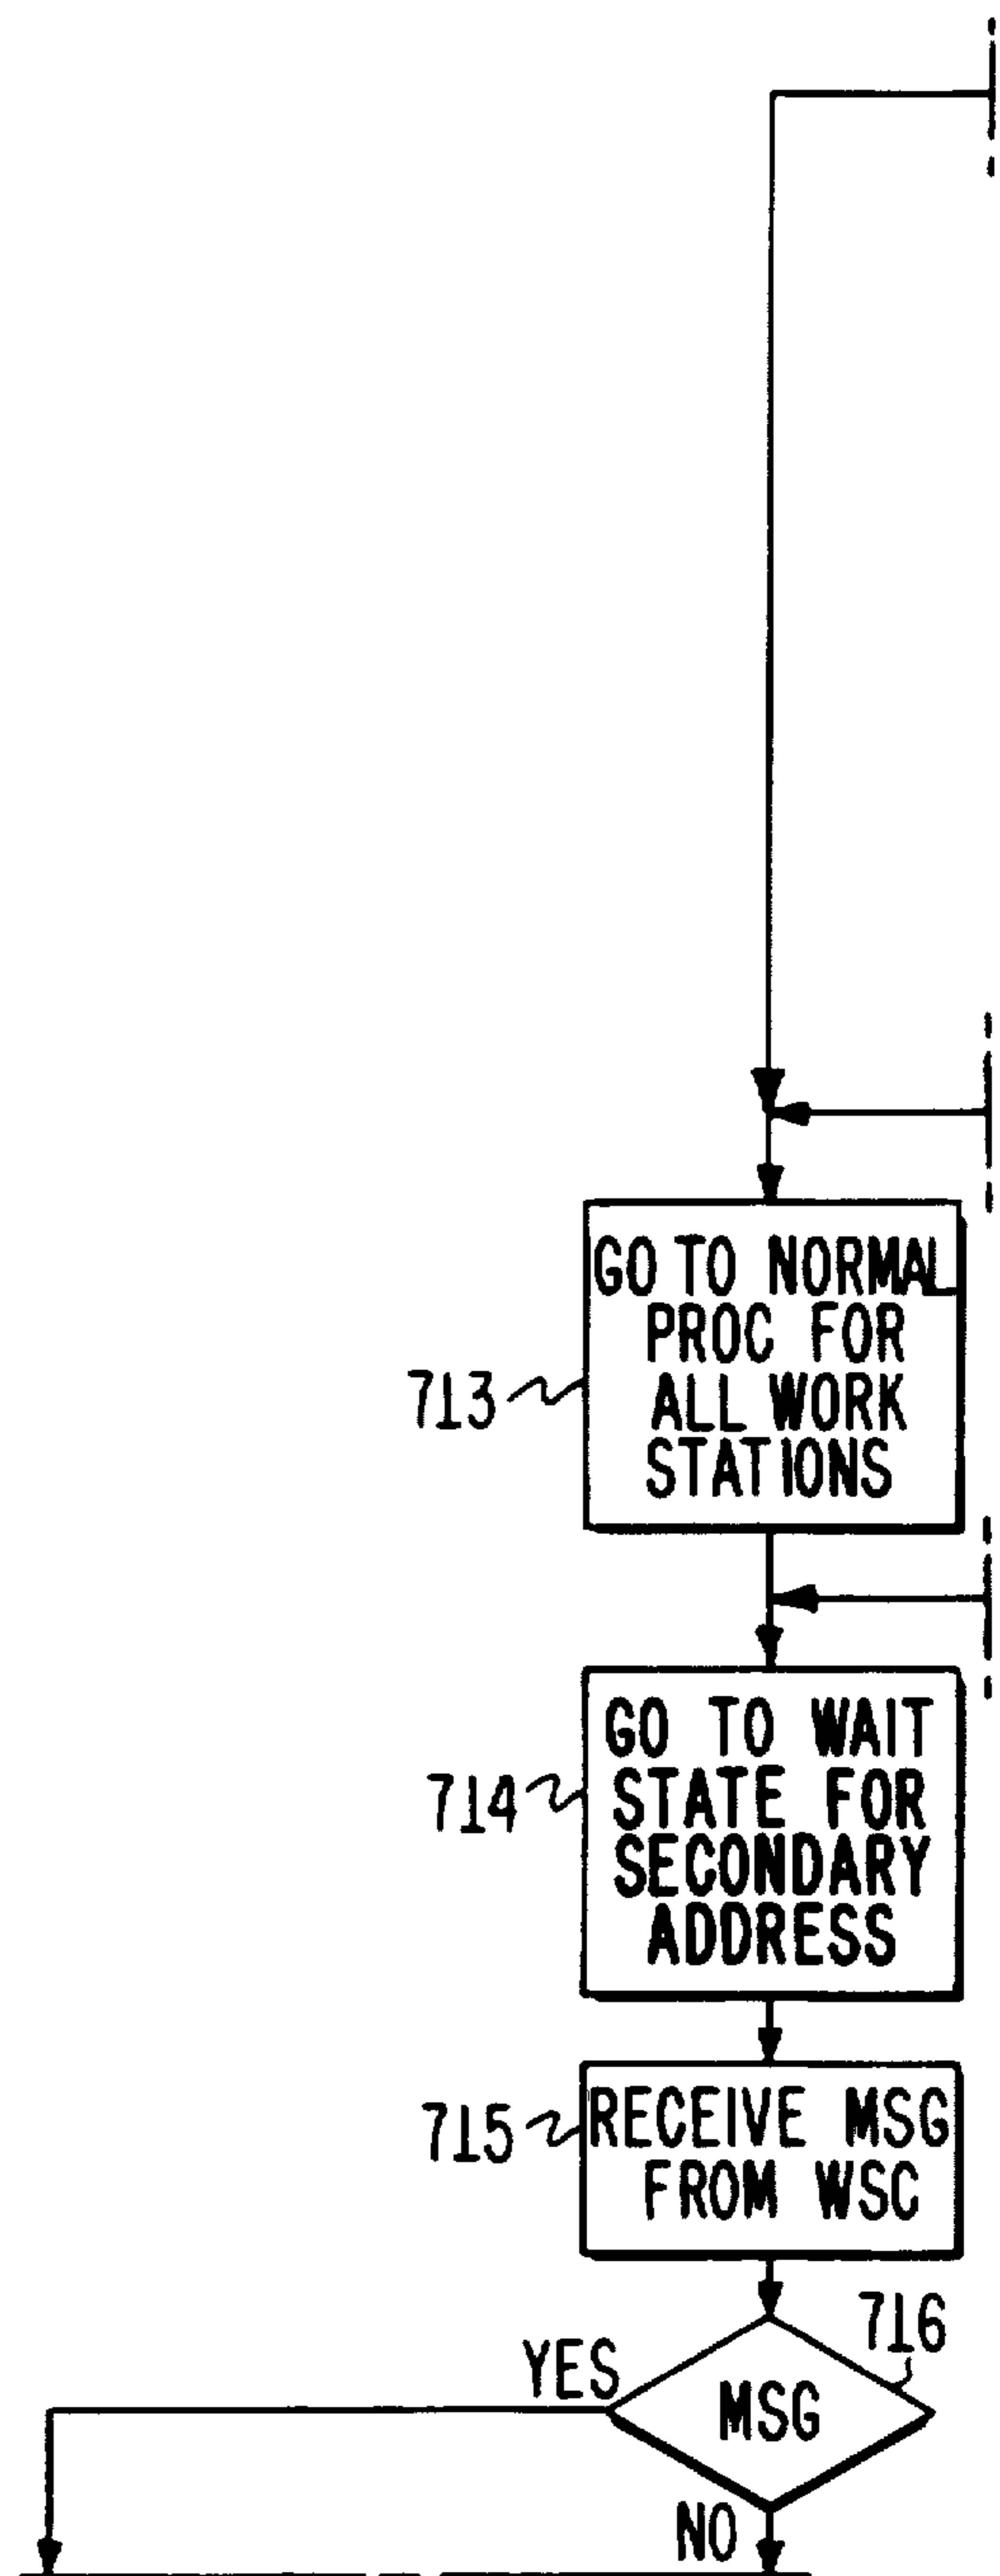 GO TO NORMAL
PROC FOR
ALL WORK
STATIONS
713
GO TO WAIT
STATE FOR
SECONDARY
ADDRESS
714
RECEIVE MSG
FROM WSC
715
716
YES
MSG
NO